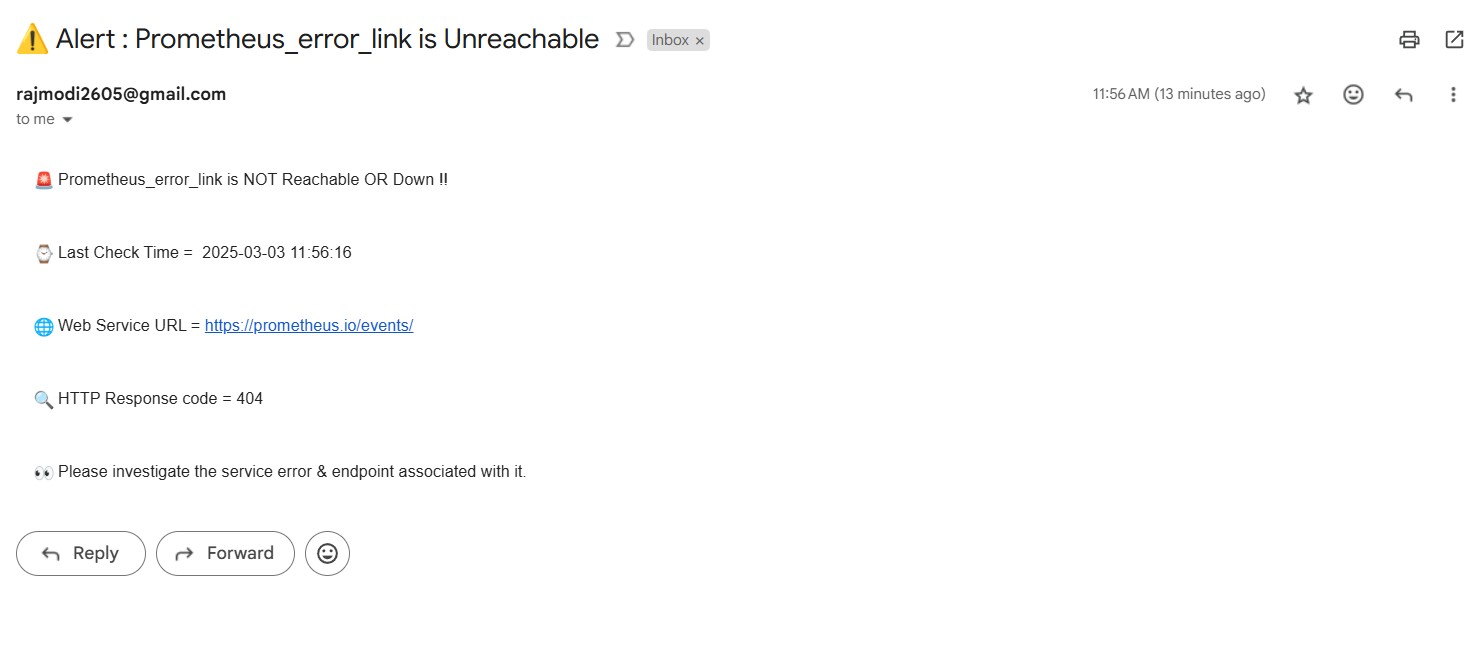 ⚠️ Alert : Prometheus_error_link is Unreachable Inbox ×
rajmodi2605@gmail.com 11:56 AM (13 minutes ago)
to me
🚨 Prometheus_error_link is NOT Reachable OR Down !!
⌚ Last Check Time = 2025-03-03 11:56:16
🌐 Web Service URL = https://prometheus.io/events/
🔍 HTTP Response code = 404
👀 Please investigate the service error & endpoint associated with it.
Reply Forward